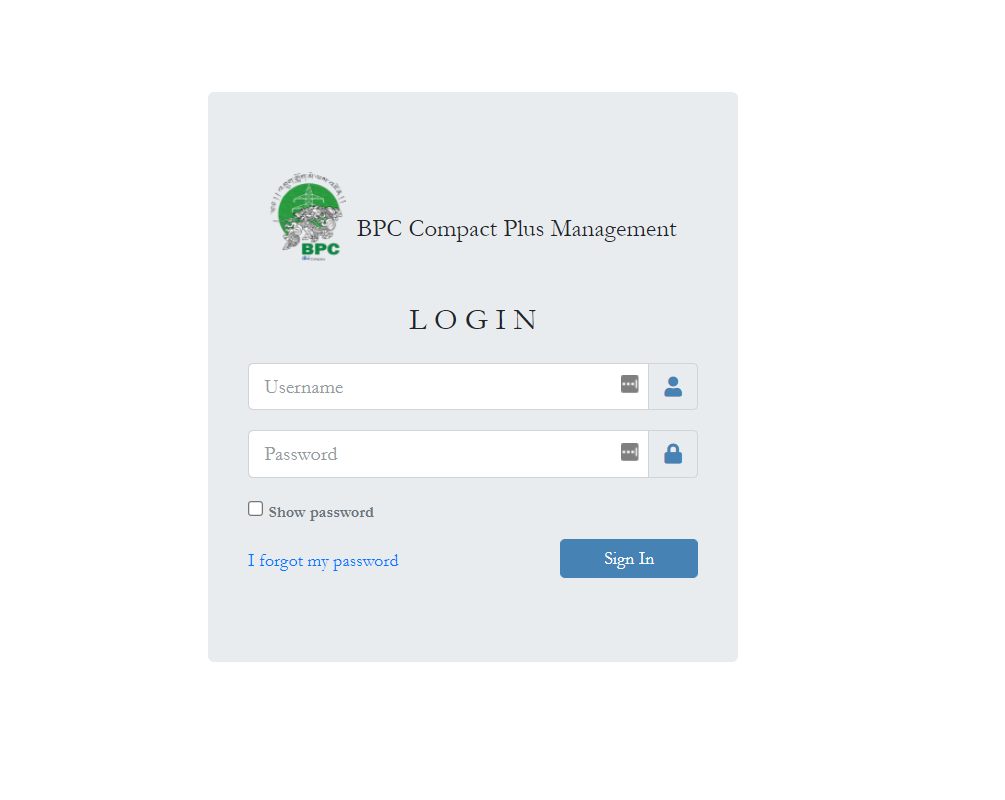 BPC
BPC Compact Plus Management
LOGIN
Username
Password
Show password
I forgot my password
Sign In